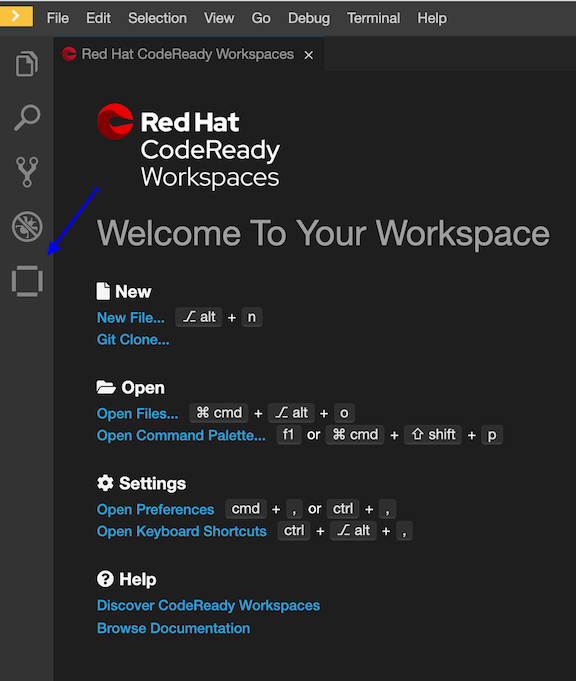 File Edit Selection View Go Debug Terminal Help
Red Hat CodeReady Workspaces ×
Red Hat
CodeReady
Workspaces
Welcome To Your Workspace
New
New File... ⌥ alt + n
Git Clone...
Open
Open Files... ⌘ cmd + ⌥ alt + o
Open Command Palette... f1 or ⌘ cmd + ⇧ shift + p
Settings
Open Preferences cmd + , or ctrl + ,
Open Keyboard Shortcuts ctrl + ⌥ alt + ,
Help
Discover CodeReady Workspaces
Browse Documentation